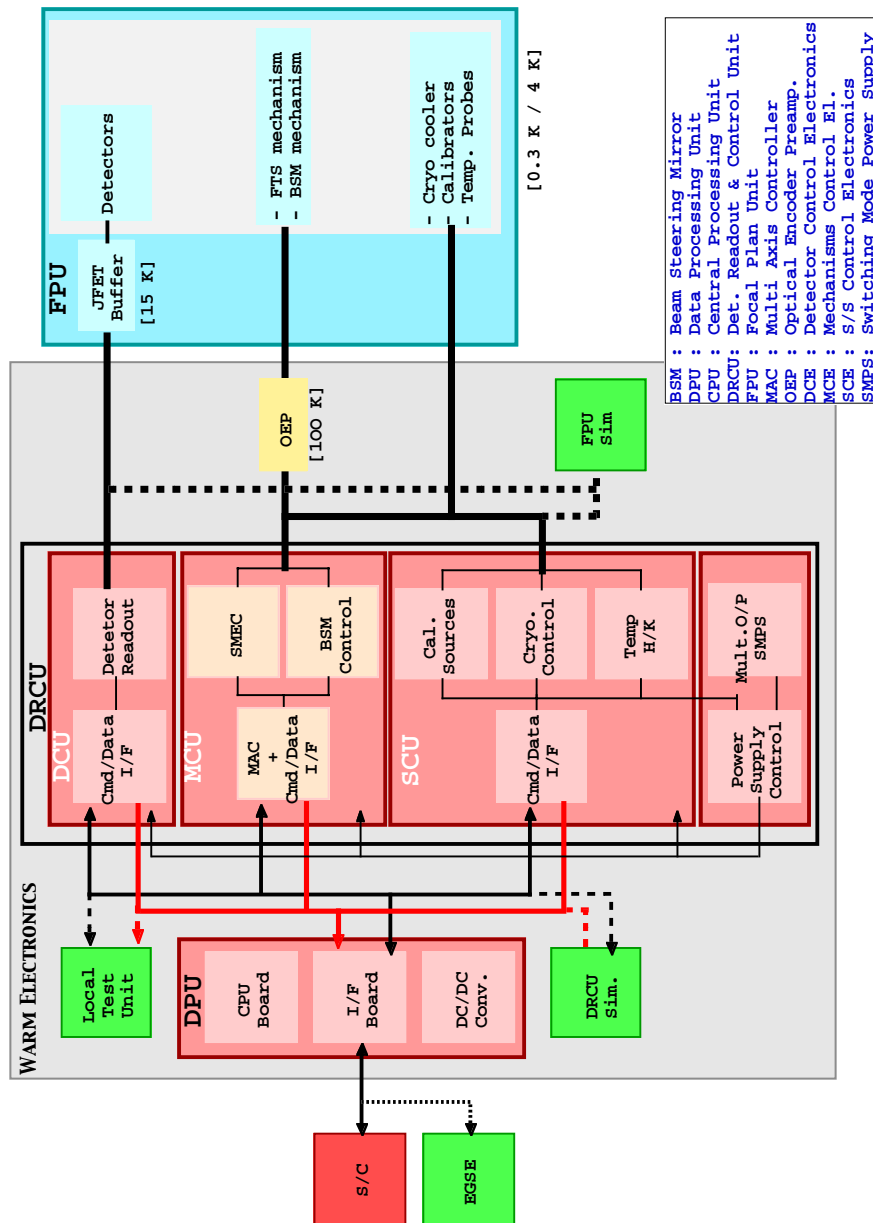 WARM ELECTRONICS
S/C
EGSE
DPU
CPU
Board
I/F
Board
DC/DC
Conv.
Local
Test
Unit
DRCU
Sim.
DRCU
DCU
Cmd/Data
I/F
Detetor
Readout
MCU
MAC
+
Cmd/Data
I/F
SMEC
BSM
Control
SCU
Cmd/Data
I/F
Cal.
Sources
Cryo.
Control
Temp
H/K
Power
Supply
Control
Mult.O/P
SMPS
OEP
[100 K]
FPU
Sim
FPU
JFET
Buffer
[15 K]
- Detectors
- FTS mechanism
- BSM mechanism
- Cryo cooler
- Calibrators
- Temp. Probes
[0.3 K / 4 K]
BSM : Beam Steering Mirror
DPU : Data Processing Unit
CPU : Central Processing Unit
DRCU: Det. Readout & Control Unit
FPU : Focal Plan Unit
MAC : Multi Axis Controller
OEP : Optical Encoder Preamp.
DCE : Detector Control Electronics
MCE : Mechanisms Control El.
SCE : S/S Control Electronics
SMPS: Switching Mode Power Supply